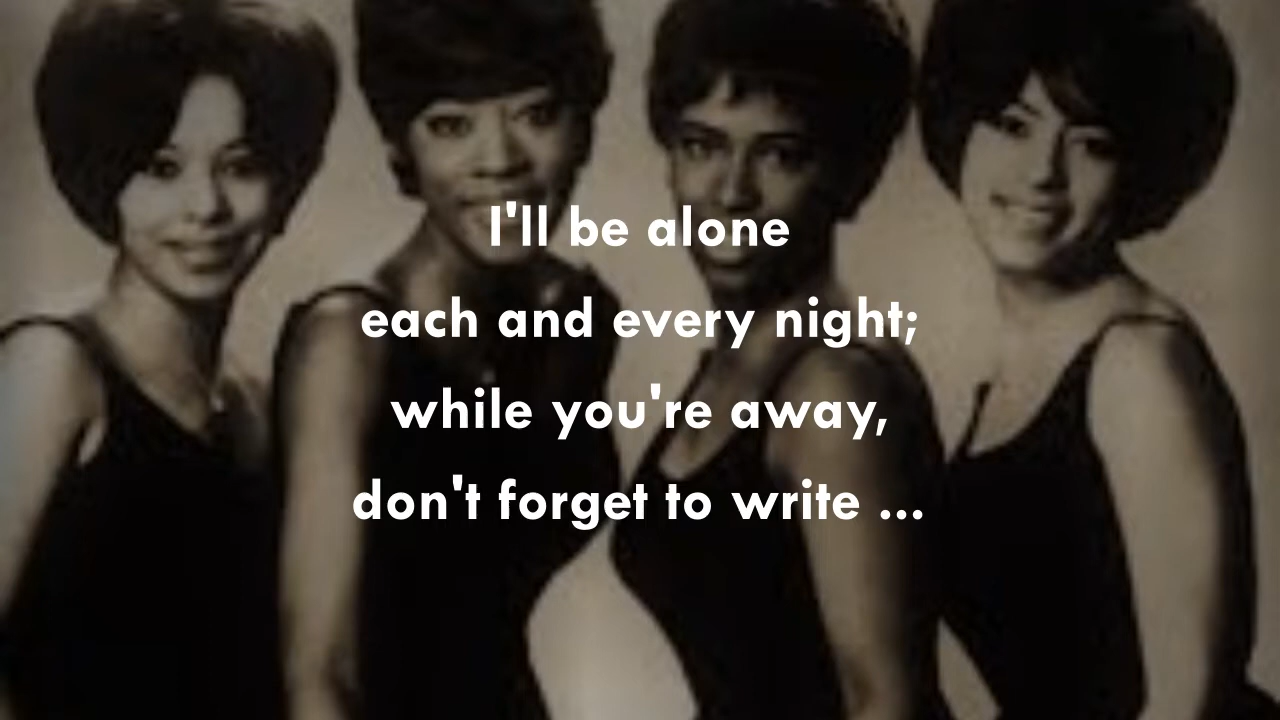 I'll be alone
each and every night;
while you're away,
don't forget to write ...